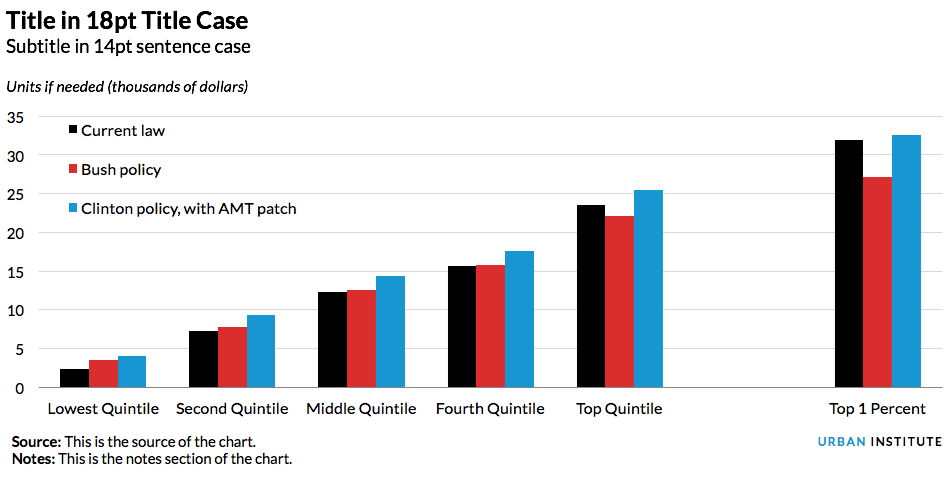 Title in 18pt Title Case
Subtitle in 14pt sentence case
Units if needed (thousands of dollars)
35
30
25
20
15
10
5
0
Current law
Bush policy
Clinton policy, with AMT patch
Lowest Quintile Second Quintile Middle Quintile Fourth Quintile Top Quintile Top 1 Percent
Source: This is the source of the chart.
Notes: This is the notes section of the chart.
URBAN INSTITUTE